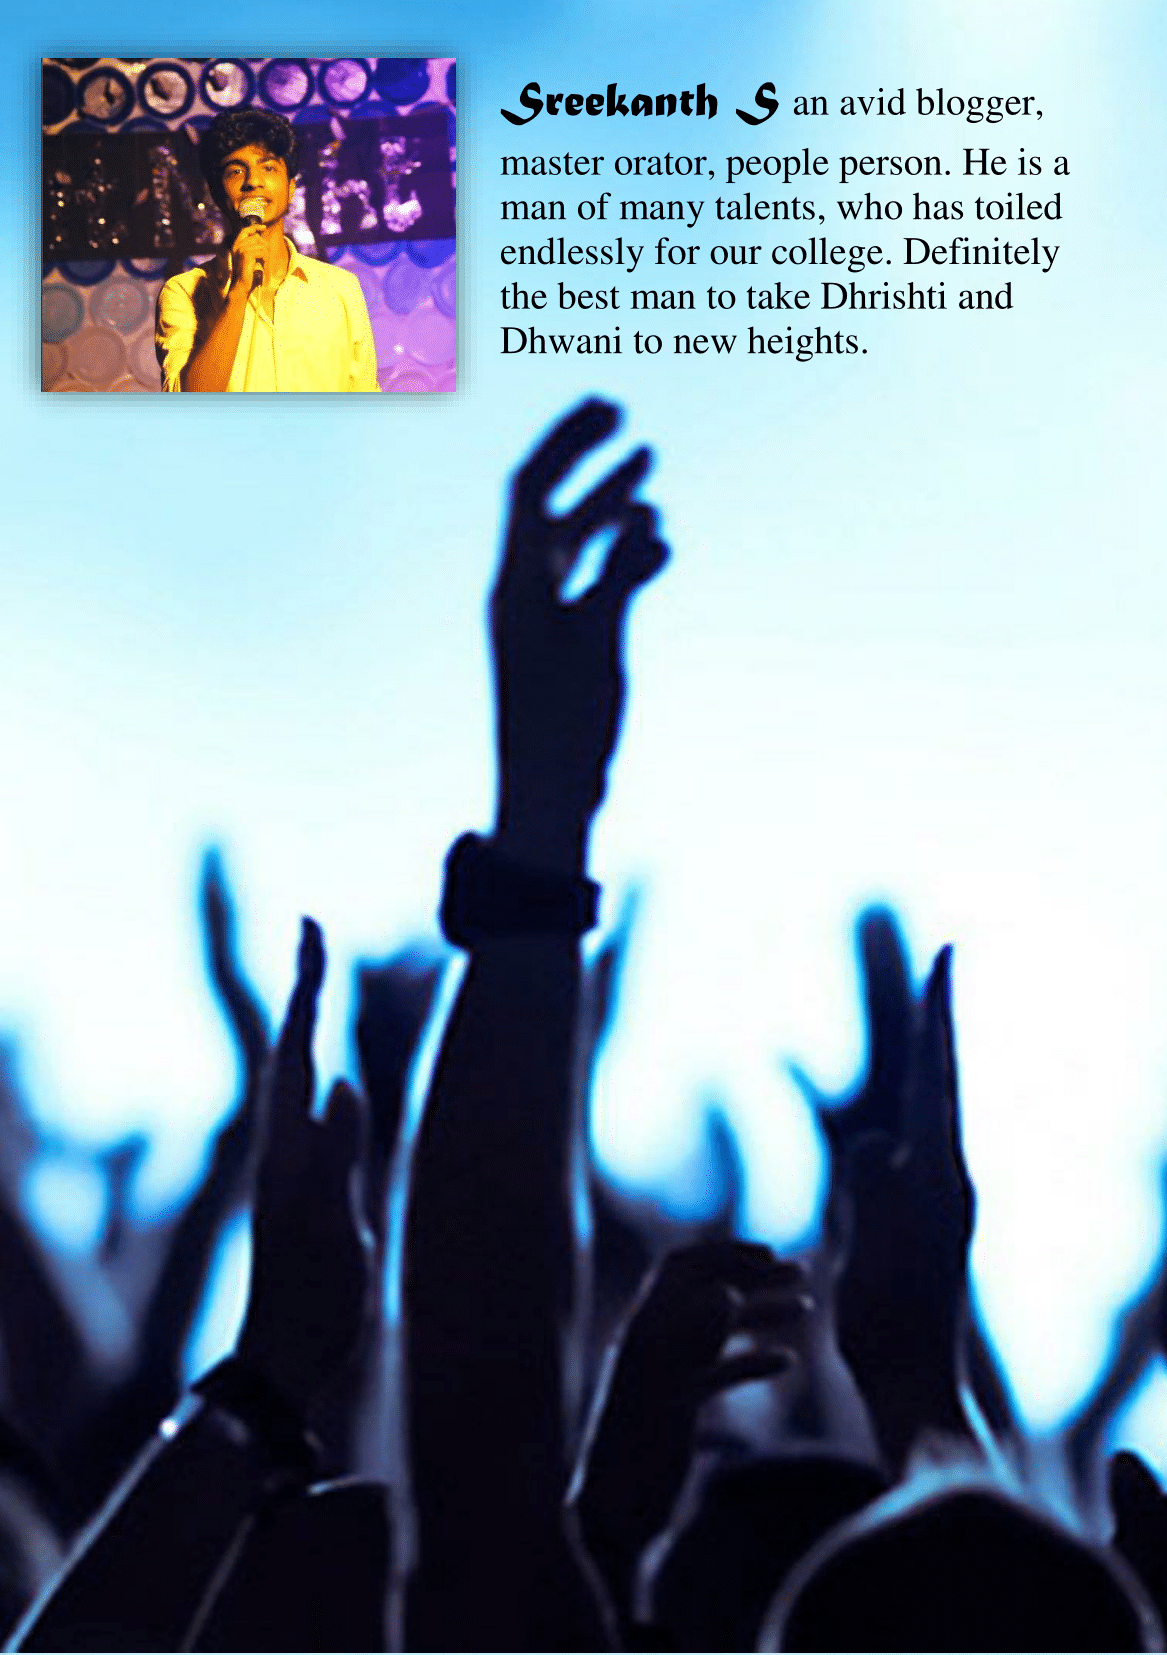 Sreekanth S an avid blogger,
master orator, people person. He is a
man of many talents, who has toiled
endlessly for our college. Definitely
the best man to take Dhrishti and
Dhwani to new heights.